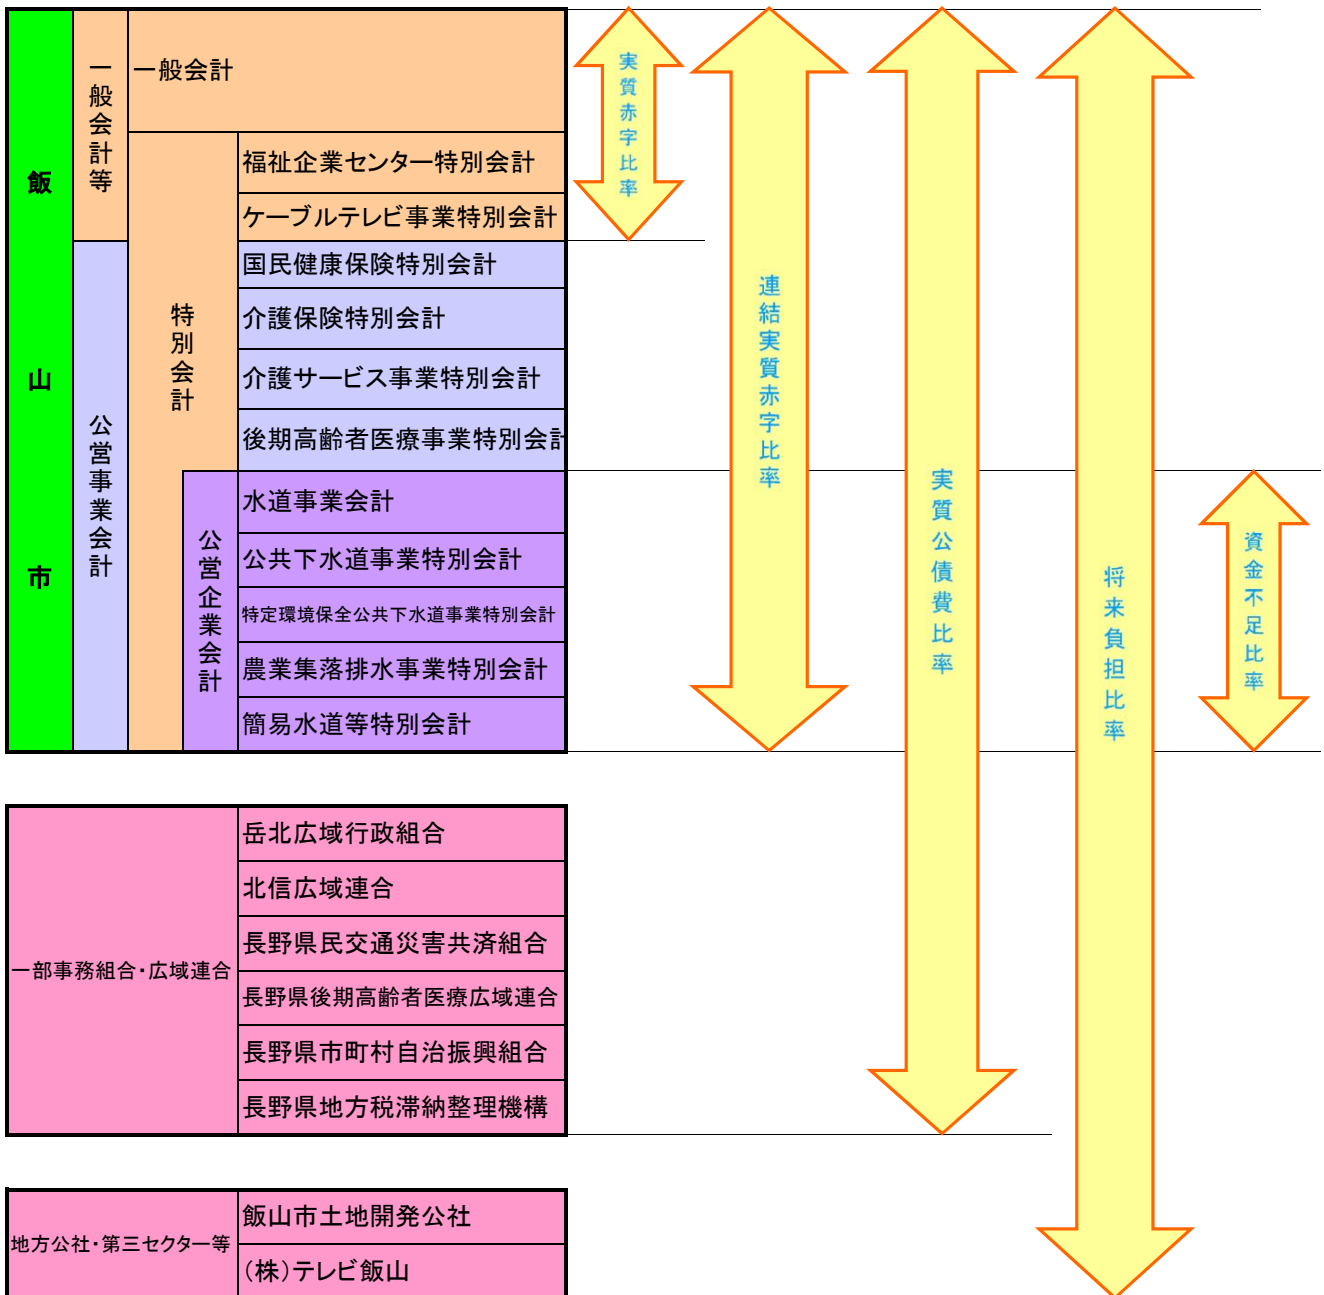 飯山市
一般会計等
一般会計
特別会計
福祉企業センター特別会計
ケーブルテレビ事業特別会計
公営事業会計
国民健康保険特別会計
介護保険特別会計
介護サービス事業特別会計
後期高齢者医療事業特別会計
公営企業会計
水道事業会計
公共下水道事業特別会計
特定環境保全公共下水道事業特別会計
農業集落排水事業特別会計
簡易水道等特別会計
実質赤字比率
連結実質赤字比率
実質公債費比率
将来負担比率
資金不足比率
一部事務組合・広域連合
岳北広域行政組合
北信広域連合
長野県民交通災害共済組合
長野県後期高齢者医療広域連合
長野県市町村自治振興組合
長野県地方税滞納整理機構
地方公社・第三セクター等
飯山市土地開発公社
(株)テレビ飯山